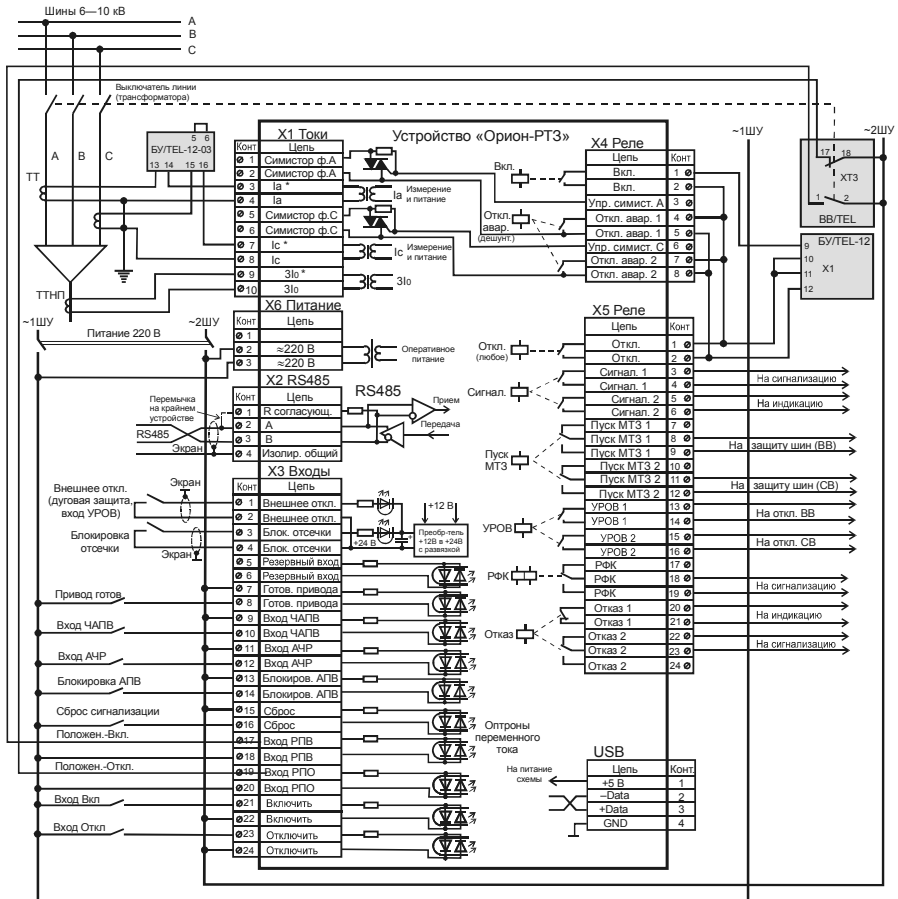 Шины 6—10 кВ
А
В
С
Выключатель линии
(трансформатора)
~1ШУ
~2ШУ
5 6
БУ/TEL-12-03
13 14 15 16
А В С
ТТ
ТТНП
~1ШУ
~2ШУ
Питание 220 В
Устройство «Орион-РТЗ»
Х1 Токи
Конт Цепь
1 Симистор ф.А
2 Симистор ф.А
3 Ia *
4 Ia
5 Симистор ф.С
6 Симистор ф.С
7 Ic *
8 Ic
9 3I0 *
10 3I0
Ia
Измерение
и питание
Ic
Измерение
и питание
3I0
Х6 Питание
Конт Цепь
1
2 ≈220 В
3 ≈220 В
Оперативное
питание
Х2 RS485
Конт Цепь
1 R согласующ.
2 А
3 В
4 Изолир. общий
RS485
Прием
Передача
Перемычка
на крайнем
устройстве
RS485
Экран
Х3 Входы
Конт Цепь
1 Внешнее откл.
2 Внешнее откл.
3 Блок. отсечки
4 Блок. отсечки
5 Резервный вход
6 Резервный вход
7 Готов. привода
8 Готов. привода
9 Вход ЧАПВ
10 Вход ЧАПВ
11 Вход АЧР
12 Вход АЧР
13 Блокиров. АПВ
14 Блокиров. АПВ
15 Сброс
16 Сброс
17 Вход РПВ
18 Вход РПВ
19 Вход РПО
20 Вход РПО
21 Включить
22 Включить
23 Отключить
24 Отключить
Внешнее откл.
(дуговая защита,
вход УРОВ)
Экран
Блокировка
отсечки
Экран
Привод готов
Вход ЧАПВ
Вход АЧР
Блокировка АПВ
Сброс сигнализации
Положен.-Вкл.
Положен.-Откл.
Вход Вкл
Вход Откл
+24 В
+
+12 В
Преобр-тель
+12В в +24В
с развязкой
Оптроны
переменного
тока
Х4 Реле
Цепь Конт
Вкл. 1
Вкл. 2
Упр. симист. А 3
Откл. авар. 1 4
Откл. авар. 1 5
Упр. симист. С 6
Откл. авар. 2 7
Откл. авар. 2 8
Вкл.
Откл.
авар.
(дешунт.)
Х5 Реле
Цепь Конт
Откл. 1
Откл. 2
Сигнал. 1 3
Сигнал. 1 4
Сигнал. 2 5
Сигнал. 2 6
Пуск МТЗ 1 7
Пуск МТЗ 1 8
Пуск МТЗ 1 9
Пуск МТЗ 2 10
Пуск МТЗ 2 11
Пуск МТЗ 2 12
УРОВ 1 13
УРОВ 1 14
УРОВ 2 15
УРОВ 2 16
РФК 17
РФК 18
РФК 19
Отказ 1 20
Отказ 1 21
Отказ 2 22
Отказ 2 23
Отказ 2 24
Откл.
(любое)
Сигнал.
Пуск
МТЗ
УРОВ
РФК
Отказ
На сигнализацию
На индикацию
На защиту шин (ВВ)
На защиту шин (СВ)
На откл. ВВ
На откл. СВ
На сигнализацию
На индикацию
На сигнализацию
17 18
ХТ3
1 2
ВВ/TEL
БУ/TEL-12
9
10
11
12
Х1
USB
Цепь Конт.
+5 В 1
–Data 2
+Data 3
GND 4
На питание
схемы